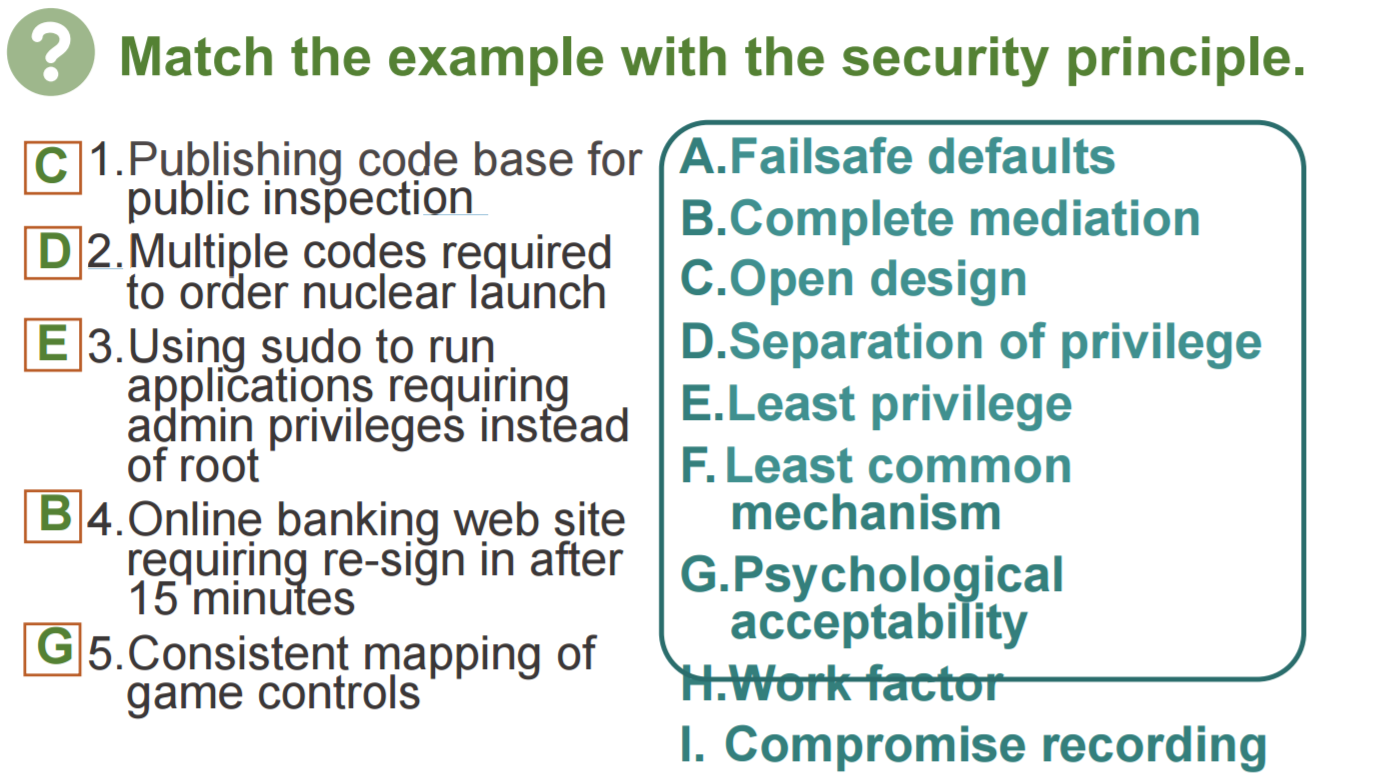 ?
Match the example with the security principle.
C 1.Publishing code base for
public inspection
D 2.Multiple codes required
to order nuclear launch
E 3.Using sudo to run
applications requiring
admin privileges instead
of root
B 4.Online banking web site
requiring re-sign in after
15 minutes
G 5.Consistent mapping of
game controls
A.Failsafe defaults
B.Complete mediation
C.Open design
D.Separation of privilege
E.Least privilege
F. Least common
mechanism
G.Psychological
acceptability
H.Work factor
I. Compromise recording